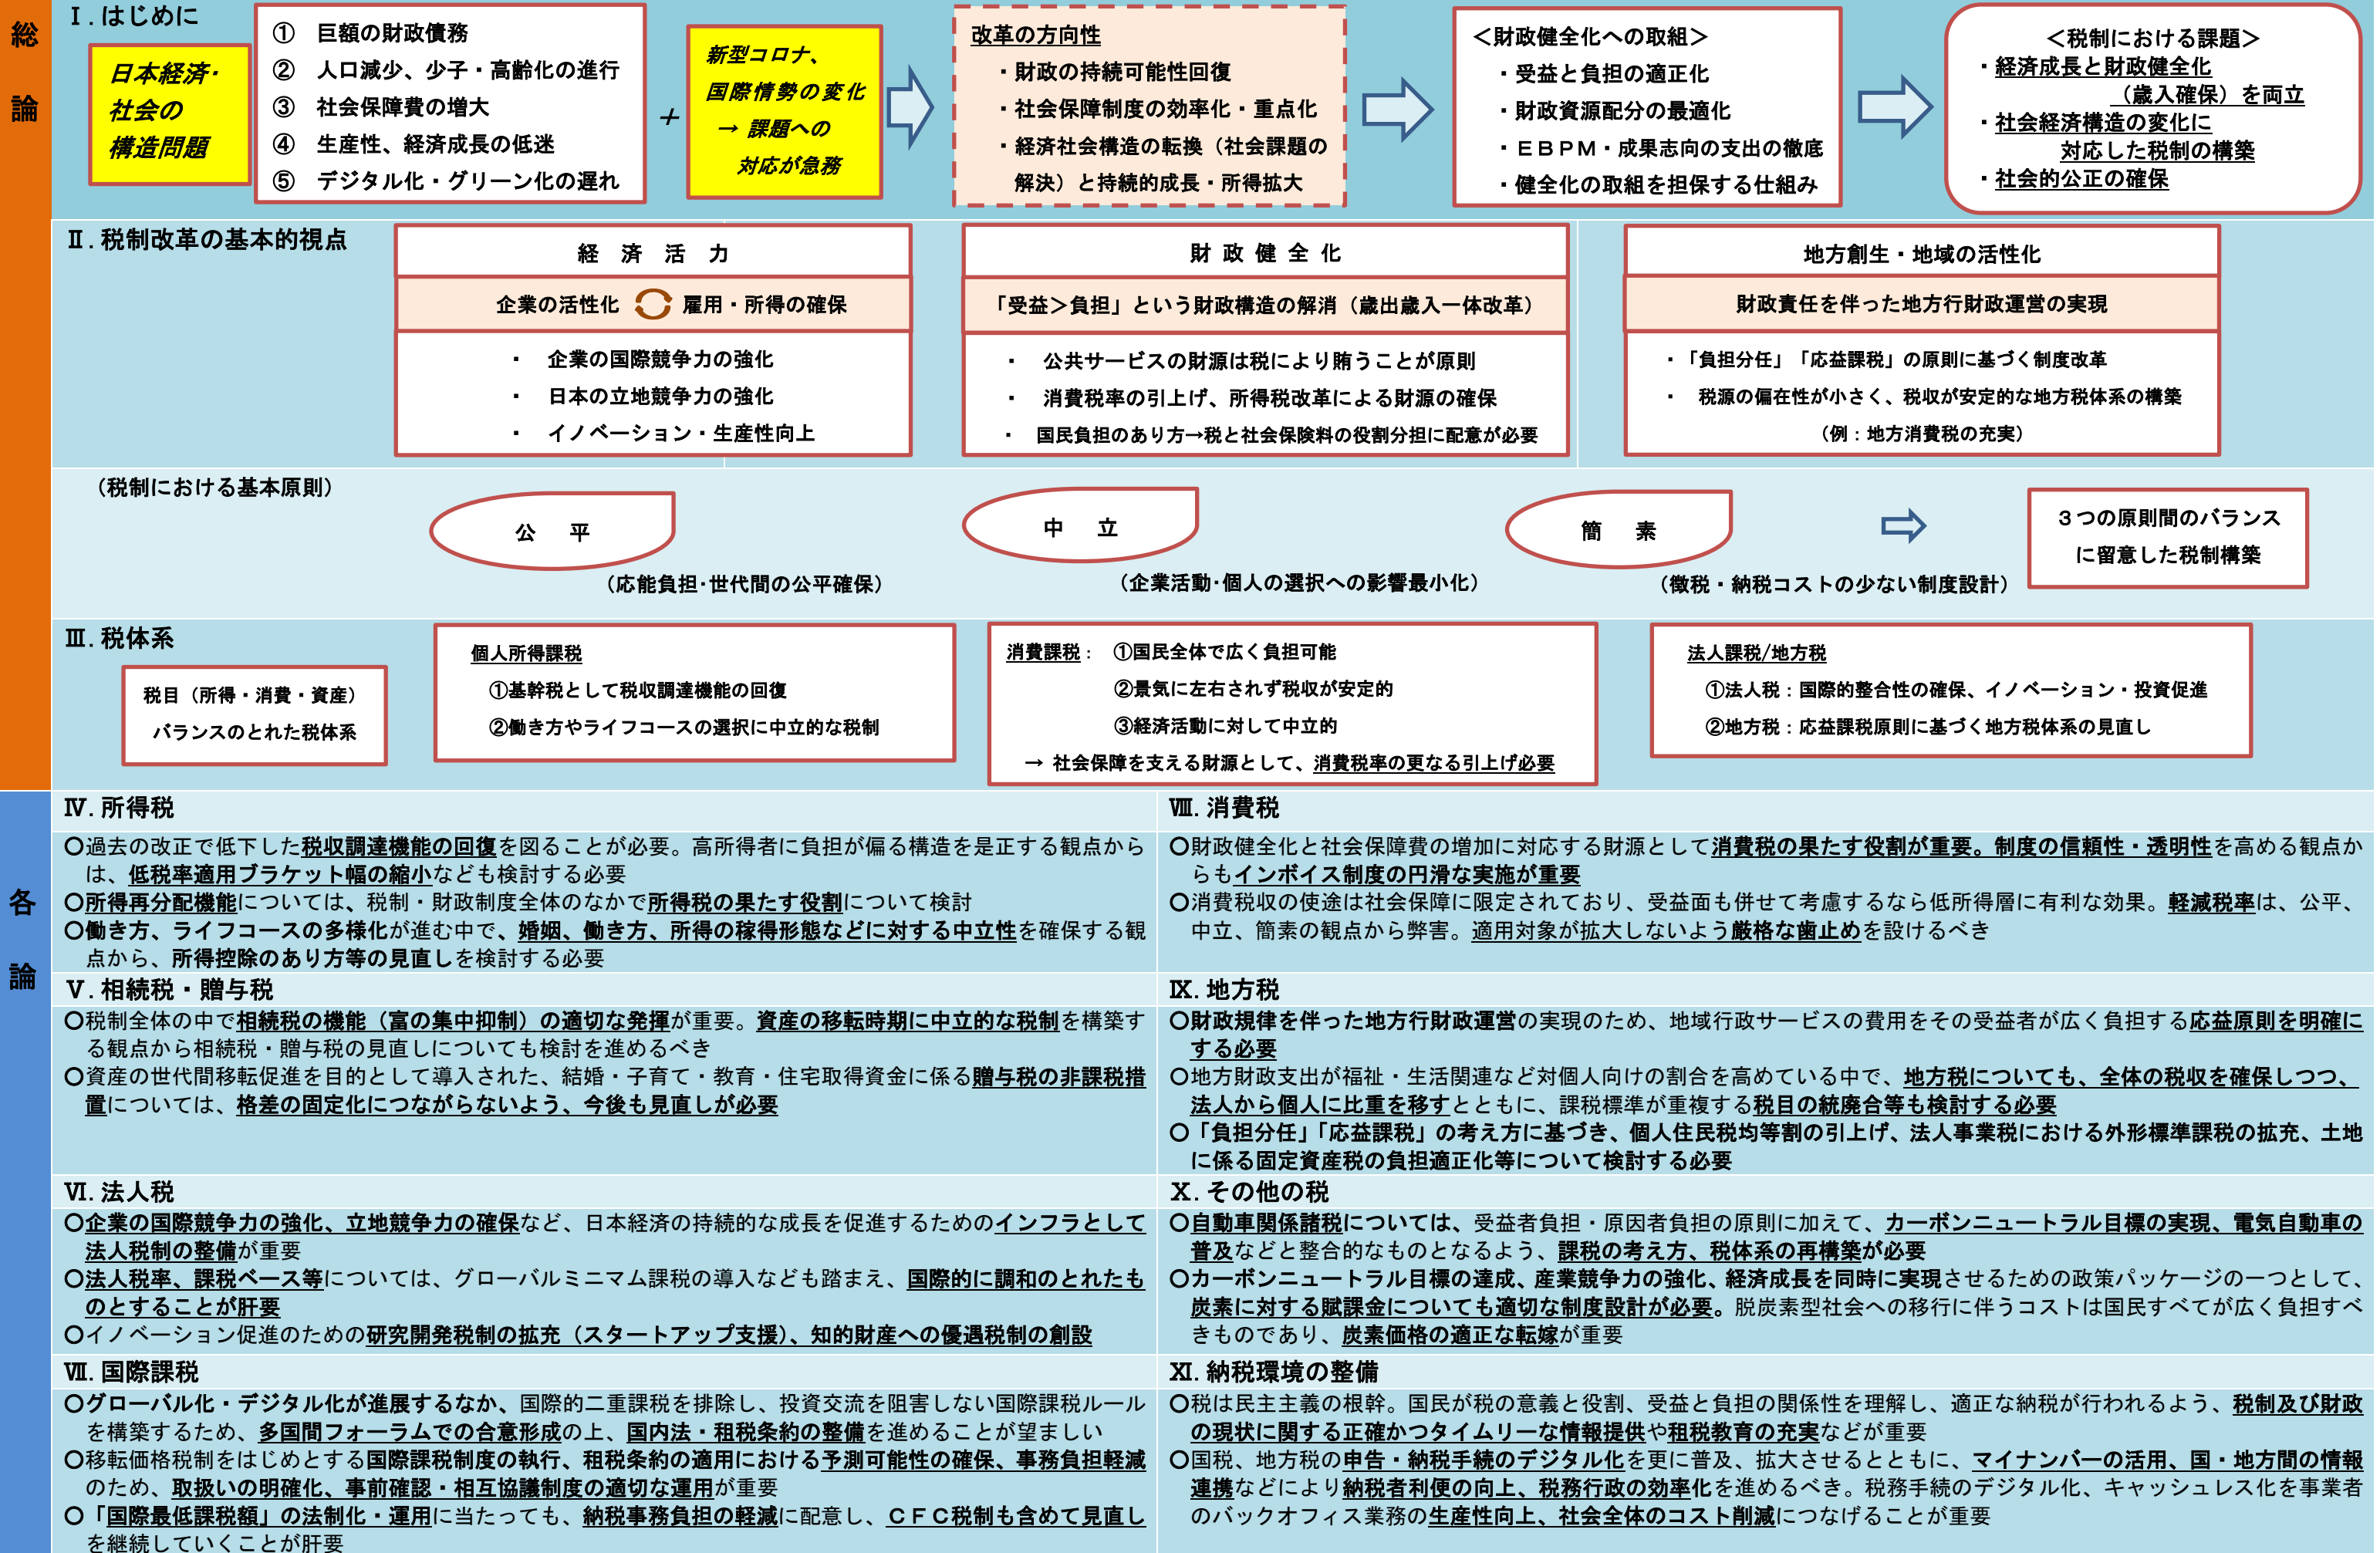 総
論
Ⅰ．はじめに
日本経済・
社会の
構造問題
①　巨額の財政債務
②　人口減少、少子・高齢化の進行
③　社会保障費の増大
④　生産性、経済成長の低迷
⑤　デジタル化・グリーン化の遅れ
＋
新型コロナ、
国際情勢の変化
→ 課題への
対応が急務
改革の方向性
・財政の持続可能性回復
・社会保障制度の効率化・重点化
・経済社会構造の転換（社会課題の
解決）と持続的成長・所得拡大
＜財政健全化への取組＞
・受益と負担の適正化
・財政資源配分の最適化
・ＥＢＰＭ・成果志向の支出の徹底
・健全化の取組を担保する仕組み
＜税制における課題＞
・経済成長と財政健全化
（歳入確保）を両立
・社会経済構造の変化に
対応した税制の構築
・社会的公正の確保
Ⅱ．税制改革の基本的視点
経　済　活　力
企業の活性化　雇用・所得の確保
・　企業の国際競争力の強化
・　日本の立地競争力の強化
・　イノベーション・生産性向上
財 政 健 全 化
「受益＞負担」という財政構造の解消（歳出歳入一体改革）
・　公共サービスの財源は税により賄うことが原則
・　消費税率の引上げ、所得税改革による財源の確保
・　国民負担のあり方→税と社会保険料の役割分担に配意が必要
地方創生・地域の活性化
財政責任を伴った地方行財政運営の実現
・「負担分任」「応益課税」の原則に基づく制度改革
・　税源の偏在性が小さく、税収が安定的な地方税体系の構築
（例：地方消費税の充実）
（税制における基本原則）
公　平
（応能負担・世代間の公平確保）
中　立
（企業活動・個人の選択への影響最小化）
簡　素
（徴税・納税コストの少ない制度設計）
３つの原則間のバランス
に留意した税制構築
Ⅲ．税体系
税目（所得・消費・資産）
バランスのとれた税体系
個人所得課税
①基幹税として税収調達機能の回復
②働き方やライフコースの選択に中立的な税制
消費課税：　①国民全体で広く負担可能
②景気に左右されず税収が安定的
③経済活動に対して中立的
→ 社会保障を支える財源として、消費税率の更なる引上げ必要
法人課税/地方税
①法人税：国際的整合性の確保、イノベーション・投資促進
②地方税：応益課税原則に基づく地方税体系の見直し
各
論
Ⅳ．所得税
〇過去の改正で低下した税収調達機能の回復を図ることが必要。高所得者に負担が偏る構造を是正する観点から
は、低税率適用ブラケット幅の縮小なども検討する必要
〇所得再分配機能については、税制・財政制度全体のなかで所得税の果たす役割について検討
〇働き方、ライフコースの多様化が進む中で、婚姻、働き方、所得の稼得形態などに対する中立性を確保する観
点から、所得控除のあり方等の見直しを検討する必要
Ⅴ．相続税・贈与税
〇税制全体の中で相続税の機能（富の集中抑制）の適切な発揮が重要。資産の移転時期に中立的な税制を構築す
る観点から相続税・贈与税の見直しについても検討を進めるべき
〇資産の世代間移転促進を目的として導入された、結婚・子育て・教育・住宅取得資金に係る贈与税の非課税措
置については、格差の固定化につながらないよう、今後も見直しが必要
Ⅵ．法人税
〇企業の国際競争力の強化、立地競争力の確保など、日本経済の持続的な成長を促進するためのインフラとして
法人税制の整備が重要
〇法人税率、課税ベース等については、グローバルミニマム課税の導入なども踏まえ、国際的に調和のとれたも
のとすることが肝要
〇イノベーション促進のための研究開発税制の拡充（スタートアップ支援）、知的財産への優遇税制の創設
Ⅶ．国際課税
〇グローバル化・デジタル化が進展するなか、国際的二重課税を排除し、投資交流を阻害しない国際課税ルール
を構築するため、多国間フォーラムでの合意形成の上、国内法・租税条約の整備を進めることが望ましい
〇移転価格税制をはじめとする国際課税制度の執行、租税条約の適用における予測可能性の確保、事務負担軽減
のため、取扱いの明確化、事前確認・相互協議制度の適切な運用が重要
〇「国際最低課税額」の法制化・運用に当たっても、納税事務負担の軽減に配意し、ＣＦＣ税制も含めて見直し
を継続していくことが肝要
Ⅷ．消費税
〇財政健全化と社会保障費の増加に対応する財源として消費税の果たす役割が重要。制度の信頼性・透明性を高める観点か
らもインボイス制度の円滑な実施が重要
〇消費税収の使途は社会保障に限定されており、受益面も併せて考慮するなら低所得層に有利な効果。軽減税率は、公平、
中立、簡素の観点から弊害。適用対象が拡大しないよう厳格な歯止めを設けるべき
Ⅸ．地方税
〇財政規律を伴った地方行財政運営の実現のため、地域行政サービスの費用をその受益者が広く負担する応益原則を明確に
する必要
〇地方財政支出が福祉・生活関連など対個人向けの割合を高めている中で、地方税についても、全体の税収を確保しつつ、
法人から個人に比重を移すとともに、課税標準が重複する税目の統廃合等も検討する必要
〇「負担分任」「応益課税」の考え方に基づき、個人住民税均等割の引上げ、法人事業税における外形標準課税の拡充、土地
に係る固定資産税の負担適正化等について検討する必要
Ⅹ．その他の税
〇自動車関係諸税については、受益者負担・原因者負担の原則に加えて、カーボンニュートラル目標の実現、電気自動車の
普及などと整合的なものとなるよう、課税の考え方、税体系の再構築が必要
〇カーボンニュートラル目標の達成、産業競争力の強化、経済成長を同時に実現させるための政策パッケージの一つとして、
炭素に対する賦課金についても適切な制度設計が必要。脱炭素型社会への移行に伴うコストは国民すべてが広く負担すべ
きものであり、炭素価格の適正な転嫁が重要
Ⅺ．納税環境の整備
〇税は民主主義の根幹。国民が税の意義と役割、受益と負担の関係性を理解し、適正な納税が行われるよう、税制及び財政
の現状に関する正確かつタイムリーな情報提供や租税教育の充実などが重要
〇国税、地方税の申告・納税手続のデジタル化を更に普及、拡大させるとともに、マイナンバーの活用、国・地方間の情報
連携などにより納税者利便の向上、税務行政の効率化を進めるべき。税務手続のデジタル化、キャッシュレス化を事業者
のバックオフィス業務の生産性向上、社会全体のコスト削減につなげることが重要